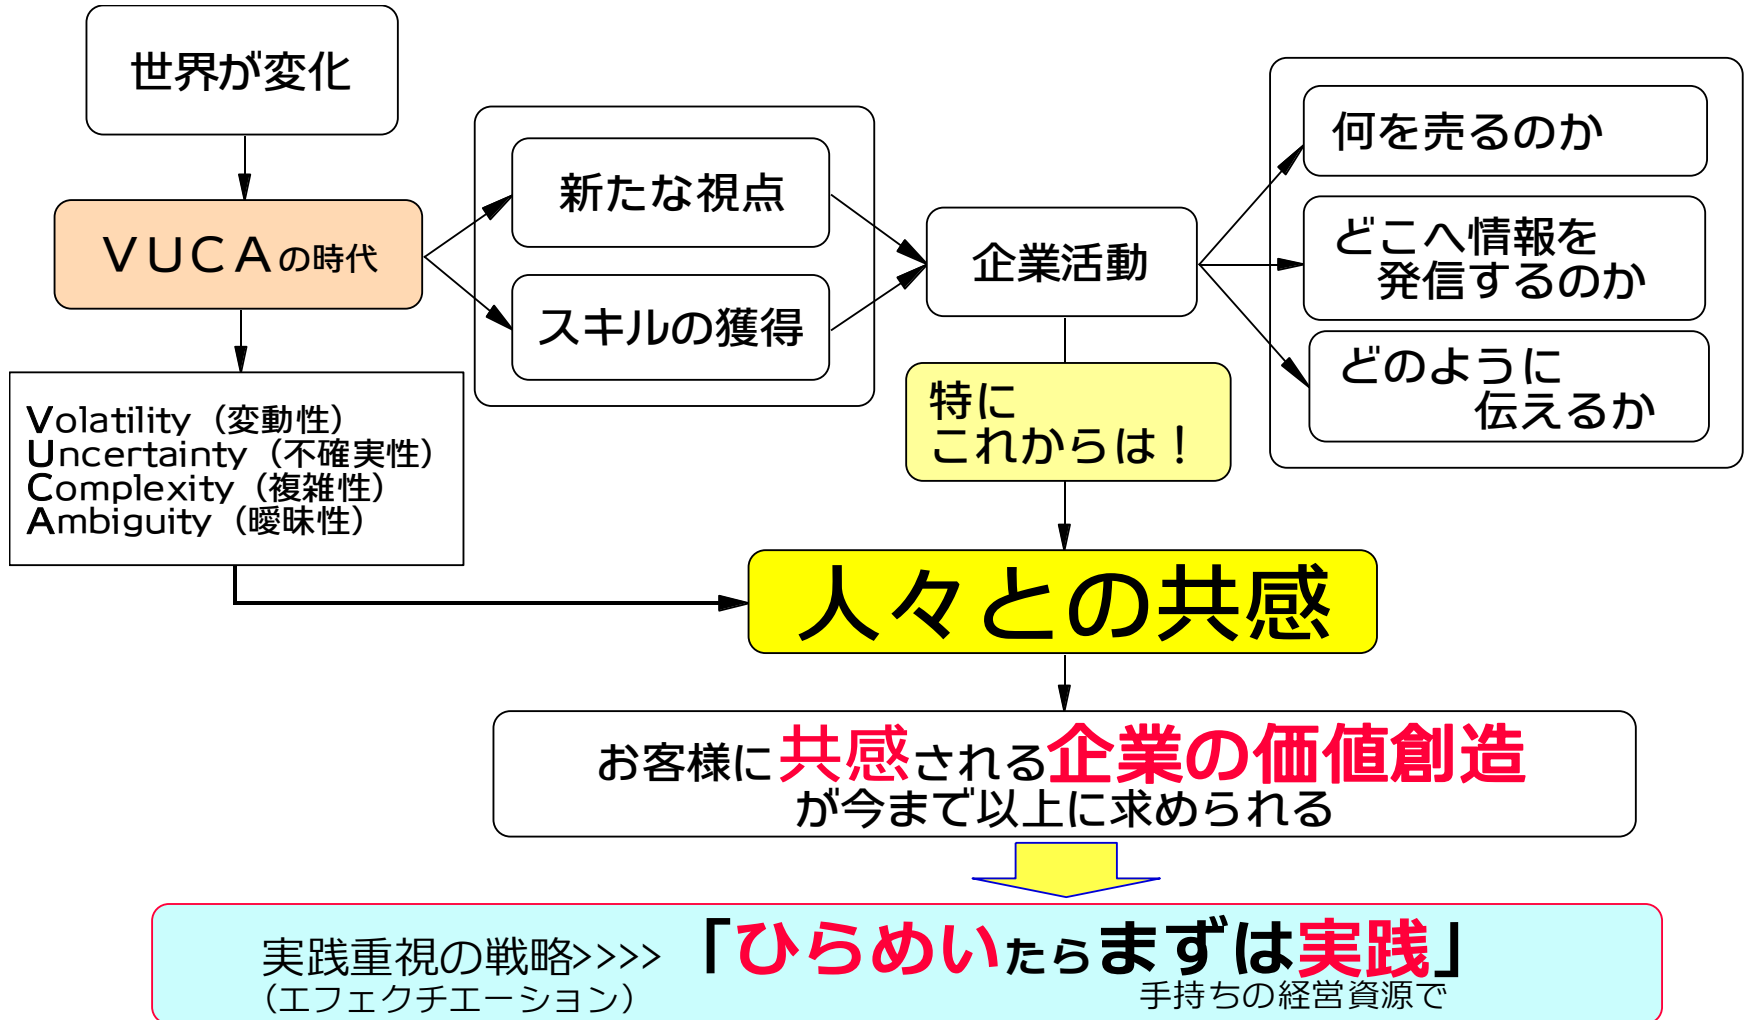 世界が変化
VUCAの時代
Volatility（変動性）
Uncertainty（不確実性）
Complexity（複雑性）
Ambiguity（曖昧性）
新たな視点
スキルの獲得
企業活動
何を売るのか
どこへ情報を
発信するのか
どのように
伝えるか
特に
これからは！
人々との共感
お客様に共感される企業の価値創造
が今まで以上に求められる
実践重視の戦略>>>>「ひらめいたらまずは実践」
（エフェクチエーション）
手持ちの経営資源で